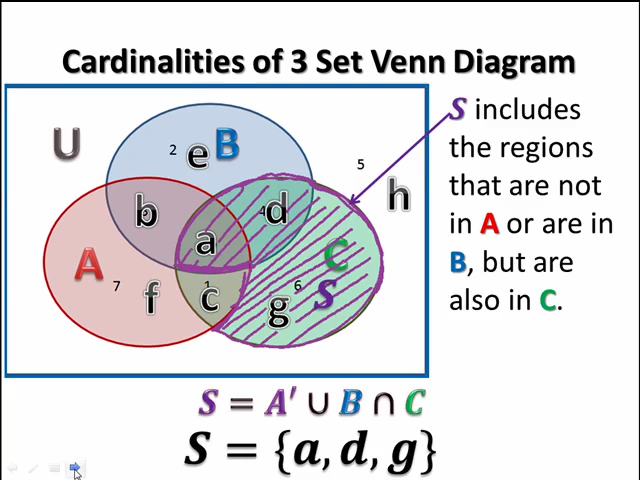 Cardinalities of 3 Set Venn Diagram
U
2 e B
5
h
b
4 d
a
A
C
7
f
1
c
6
g
S
S includes
the regions
that are not
in A or are in
B, but are
also in C.
S = A′ ∪ B ∩ C
S = {a, d, g}